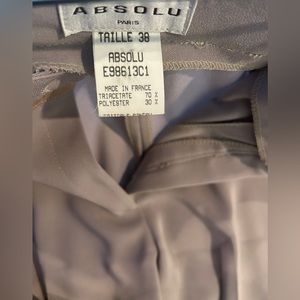 ABSOLU
PARIS
TAILLE 38
ABSOLU
E98613C1
MADE IN FRANCE
TRIACETATE 70 %
POLYESTER 30 %